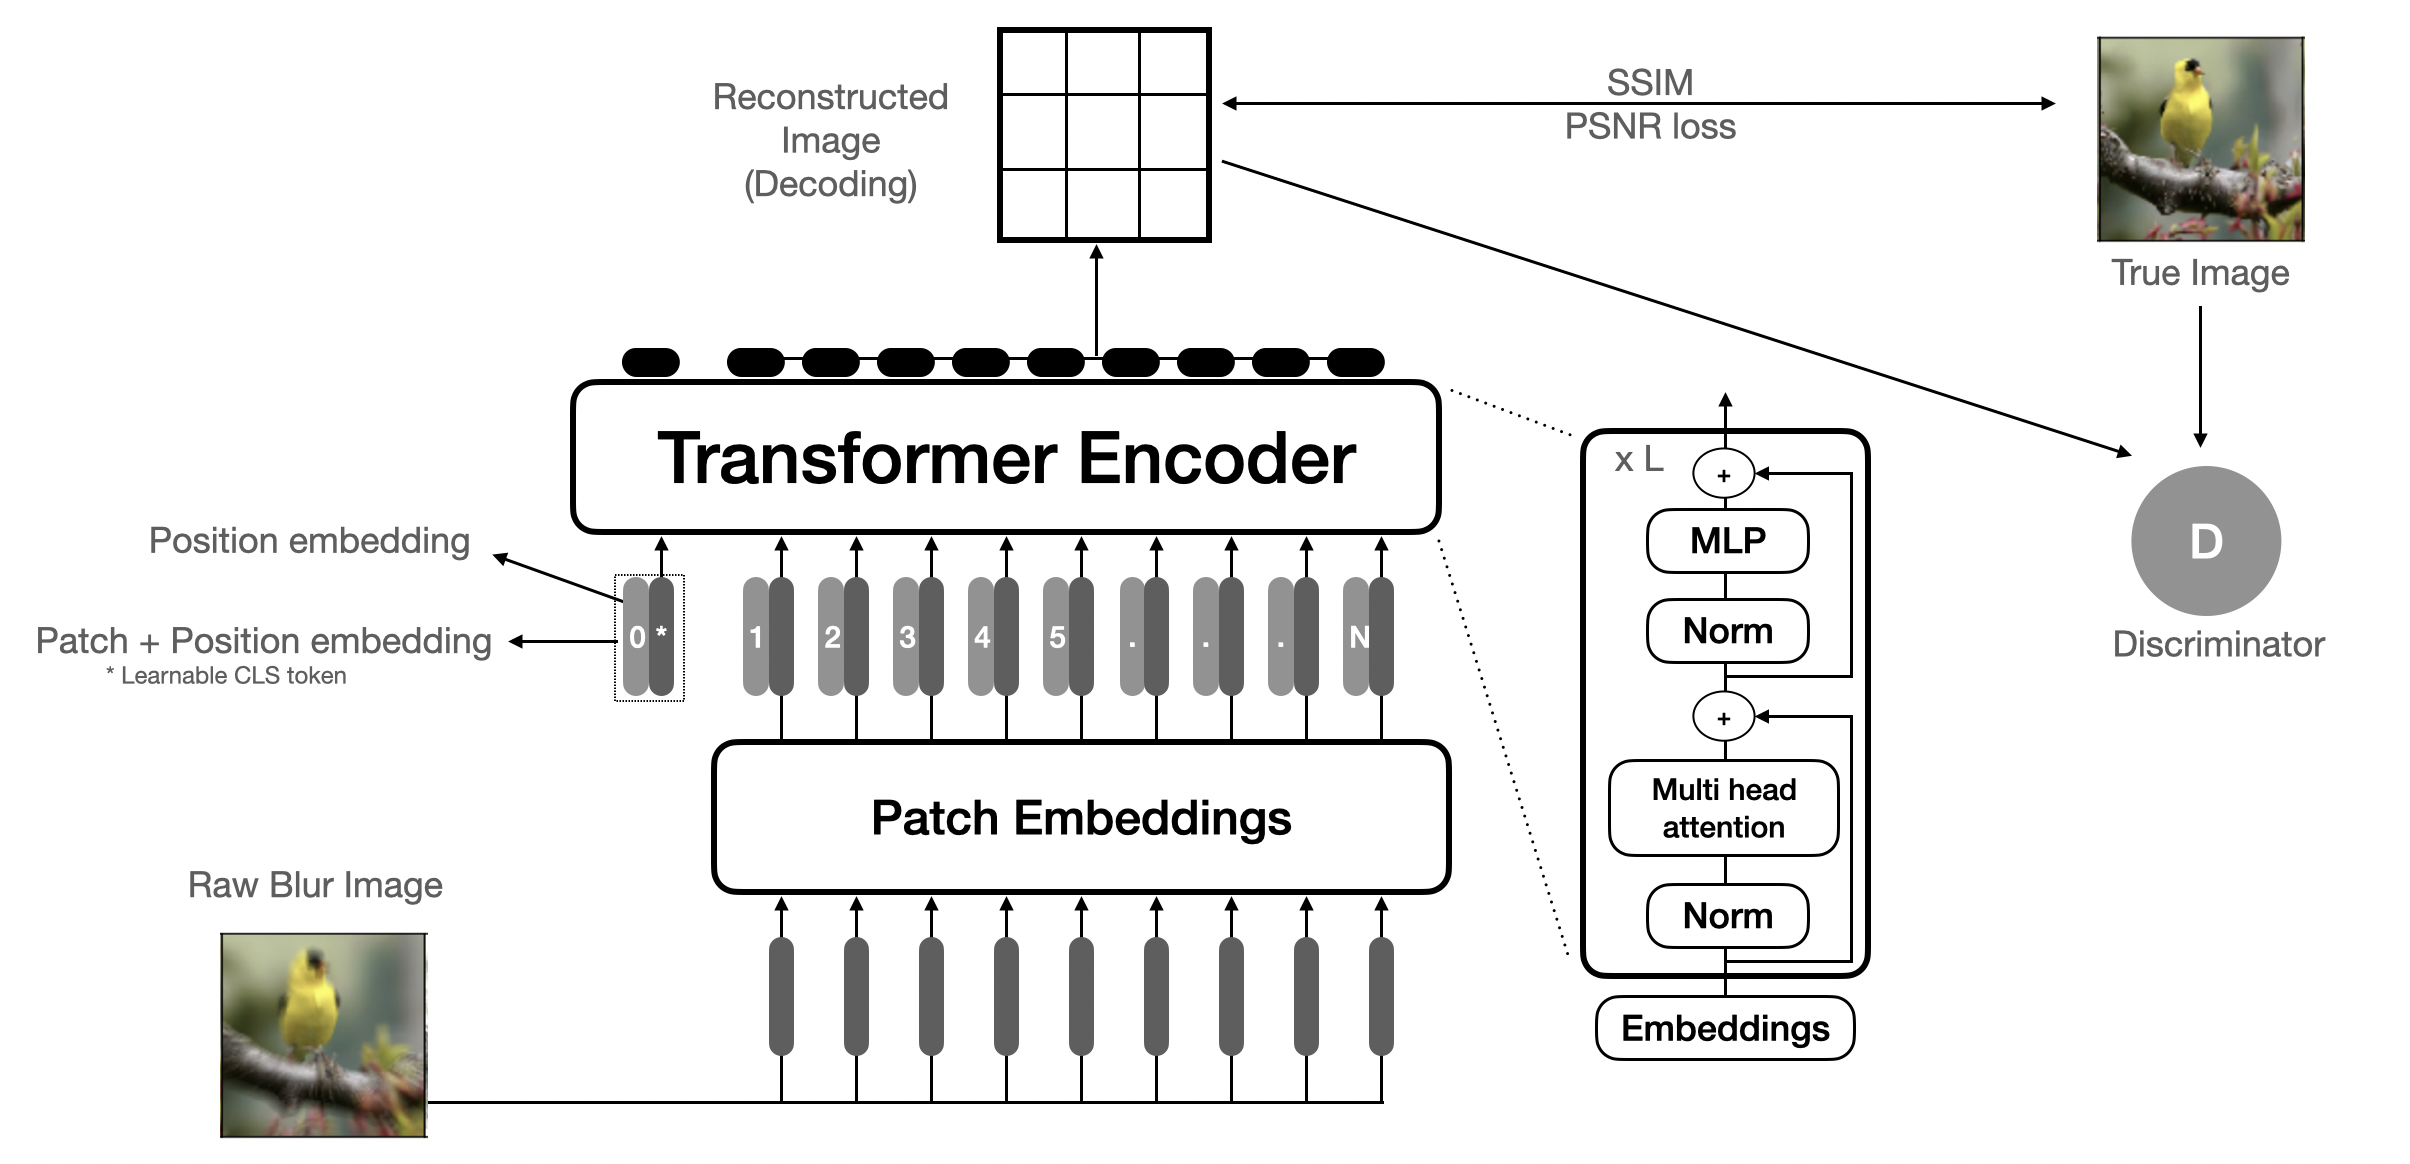 Reconstructed
Image
(Decoding)
SSIM
PSNR loss
True Image
Transformer Encoder
x L
+
MLP
Norm
+
Multi head
attention
Norm
Embeddings
D
Discriminator
Position embedding
Patch + Position embedding
* Learnable CLS token
0 * 1 2 3 4 5 . . . N
Patch Embeddings
Raw Blur Image